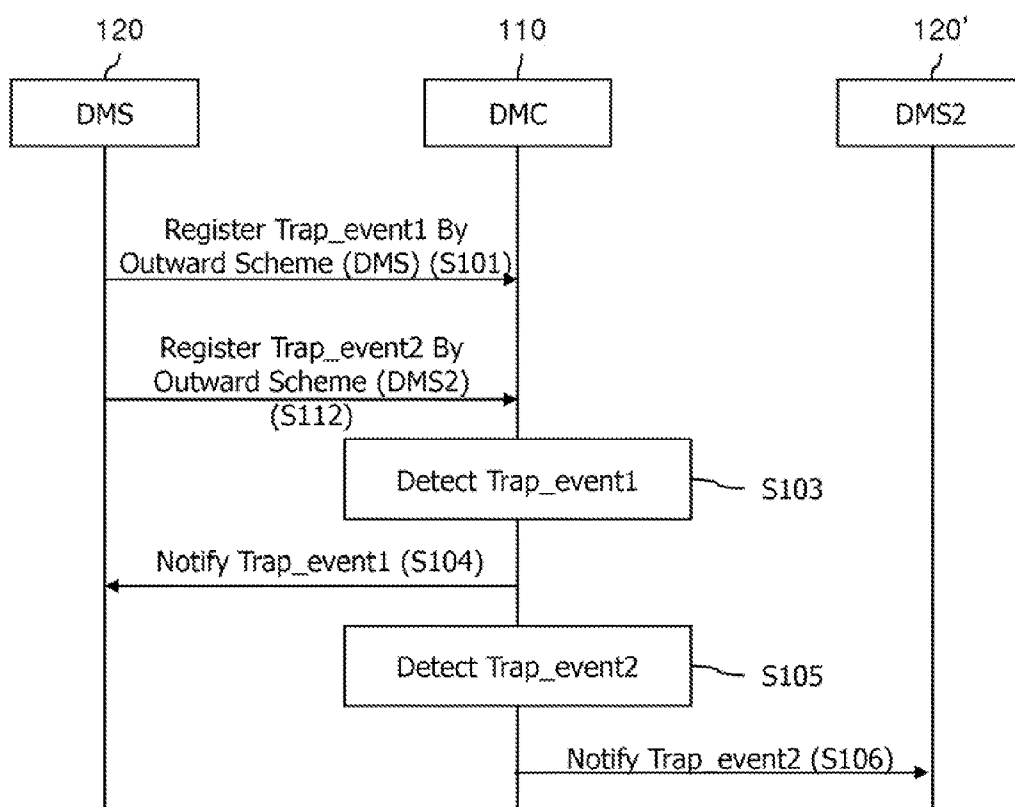 120
110
120'
DMS
DMC
DMS2
Register Trap_event1 By
Outward Scheme (DMS) (S101)
Register Trap_event2 By
Outward Scheme (DMS2)
(S112)
Detect Trap_event1
S103
Notify Trap_event1 (S104)
Detect Trap_event2
S105
Notify Trap_event2 (S106)